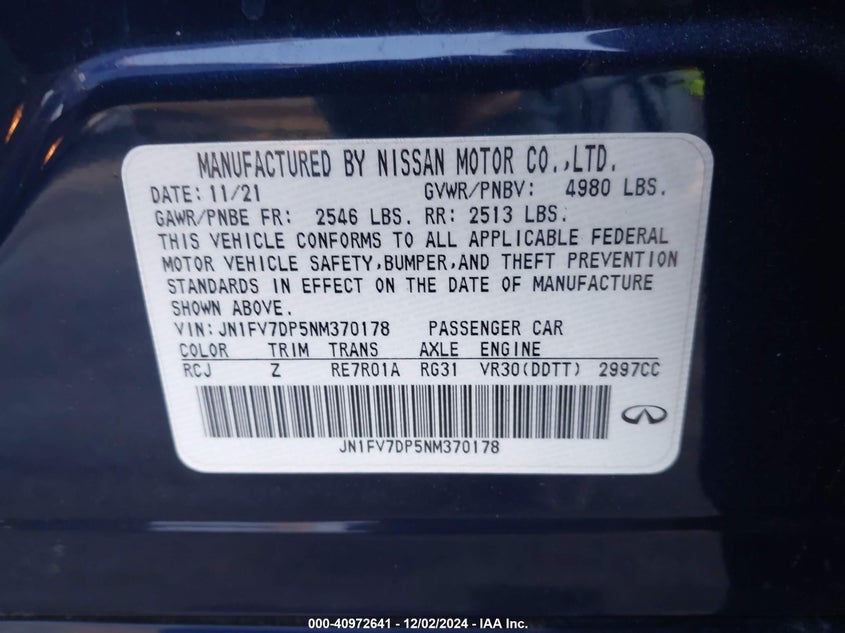 MANUFACTURED BY NISSAN MOTOR CO.,LTD.
DATE: 11/21 GVWR/PNBV: 4980 LBS.
GAWR/PNBE FR: 2546 LBS. RR: 2513 LBS.
THIS VEHICLE CONFORMS TO ALL APPLICABLE FEDERAL
MOTOR VEHICLE SAFETY,BUMPER,AND THEFT PREVENTION
STANDARDS IN EFFECT ON THE DATE OF MANUFACTURE
SHOWN ABOVE.
VIN: JN1FV7DP5NM370178 PASSENGER CAR
COLOR TRIM TRANS AXLE ENGINE
RCJ Z RE7R01A RG31 VR30(DDTT) 2997CC
JN1FV7DP5NM370178
000-40972641 - 12/02/2024 - IAA Inc.